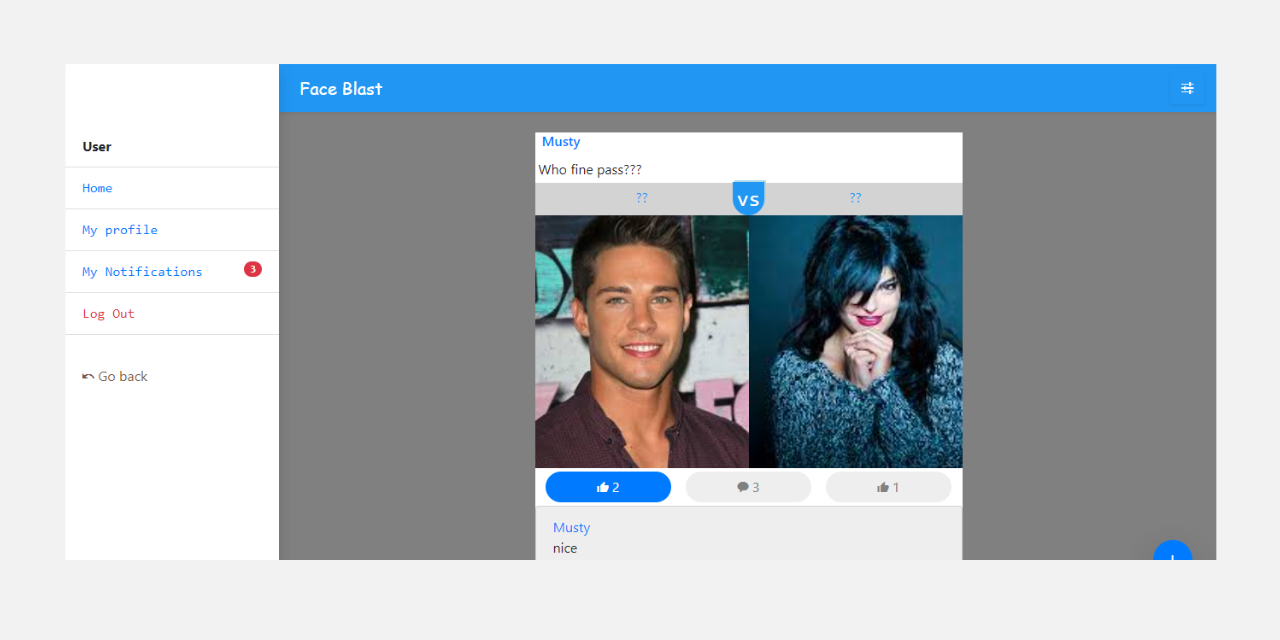 Face Blast
User
Home
My profile
My Notifications 3
Log Out
Go back
Musty
Who fine pass???
?? VS ??
2 3 1
Musty
nice